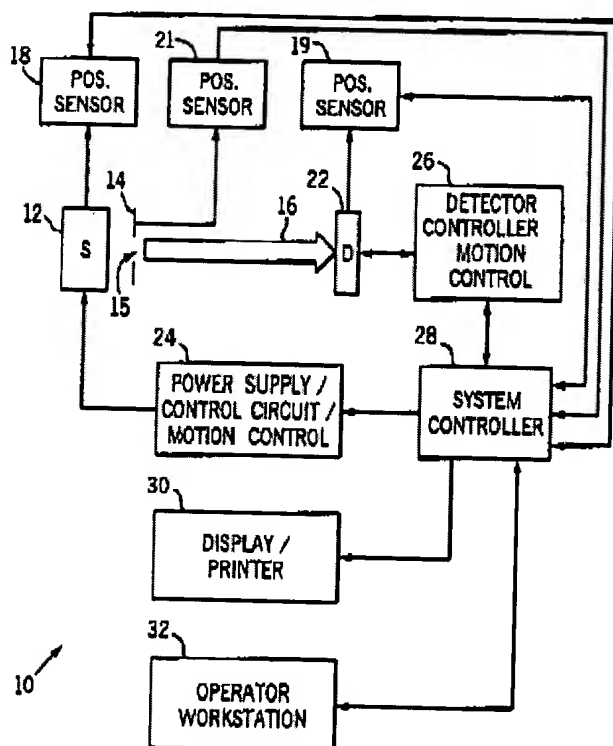 18
POS.
SENSOR
21
POS.
SENSOR
19
POS.
SENSOR
14
12
S
15
16
22
D
26
DETECTOR
CONTROLLER
MOTION
CONTROL
24
POWER SUPPLY /
CONTROL CIRCUIT /
MOTION CONTROL
28
SYSTEM
CONTROLLER
30
DISPLAY /
PRINTER
32
OPERATOR
WORKSTATION
10